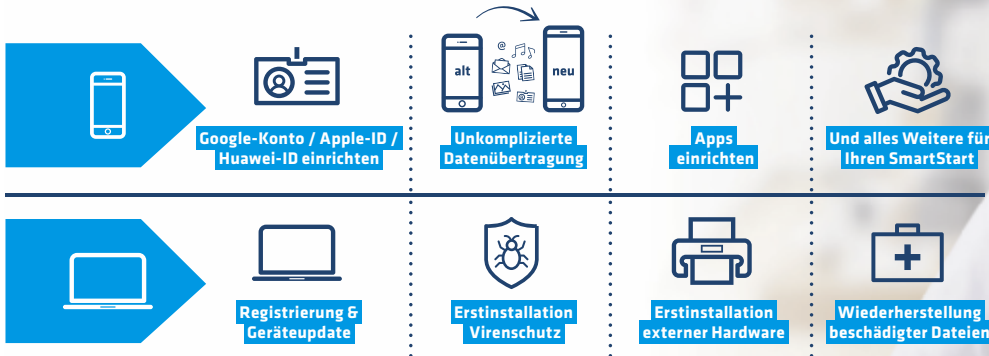 @
alt
neu
Google-Konto / Apple-ID /
Huawei-ID einrichten
Unkomplizierte
Datenübertragung
Apps
einrichten
Und alles Weitere für
Ihren SmartStart
Registrierung &
Geräteupdate
Erstinstallation
Virenschutz
Erstinstallation
externer Hardware
Wiederherstellung
beschädigter Dateien